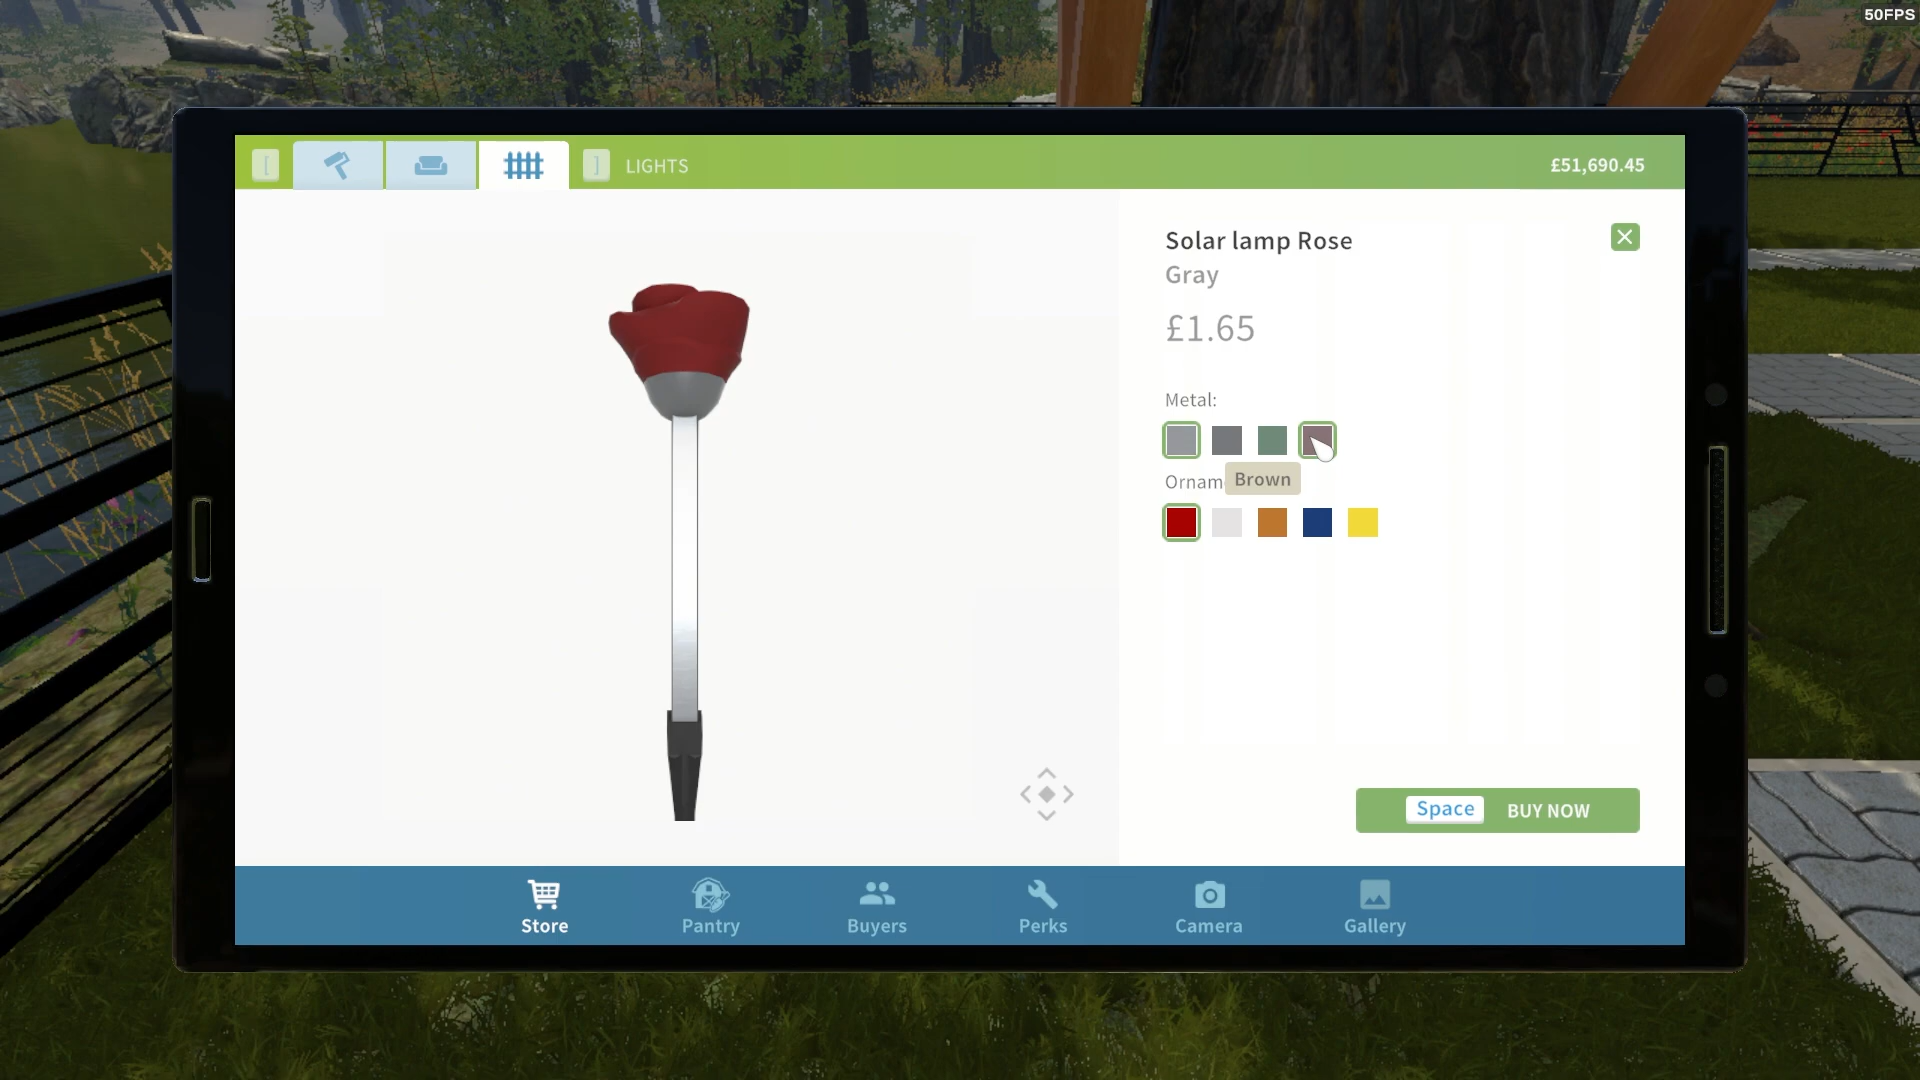 50FPS
[
]
LIGHTS
£51,690.45
Solar lamp Rose
Gray
£1.65
Metal:
Brown
Ornam
Space
BUY NOW
Store
Pantry
Buyers
Perks
Camera
Gallery